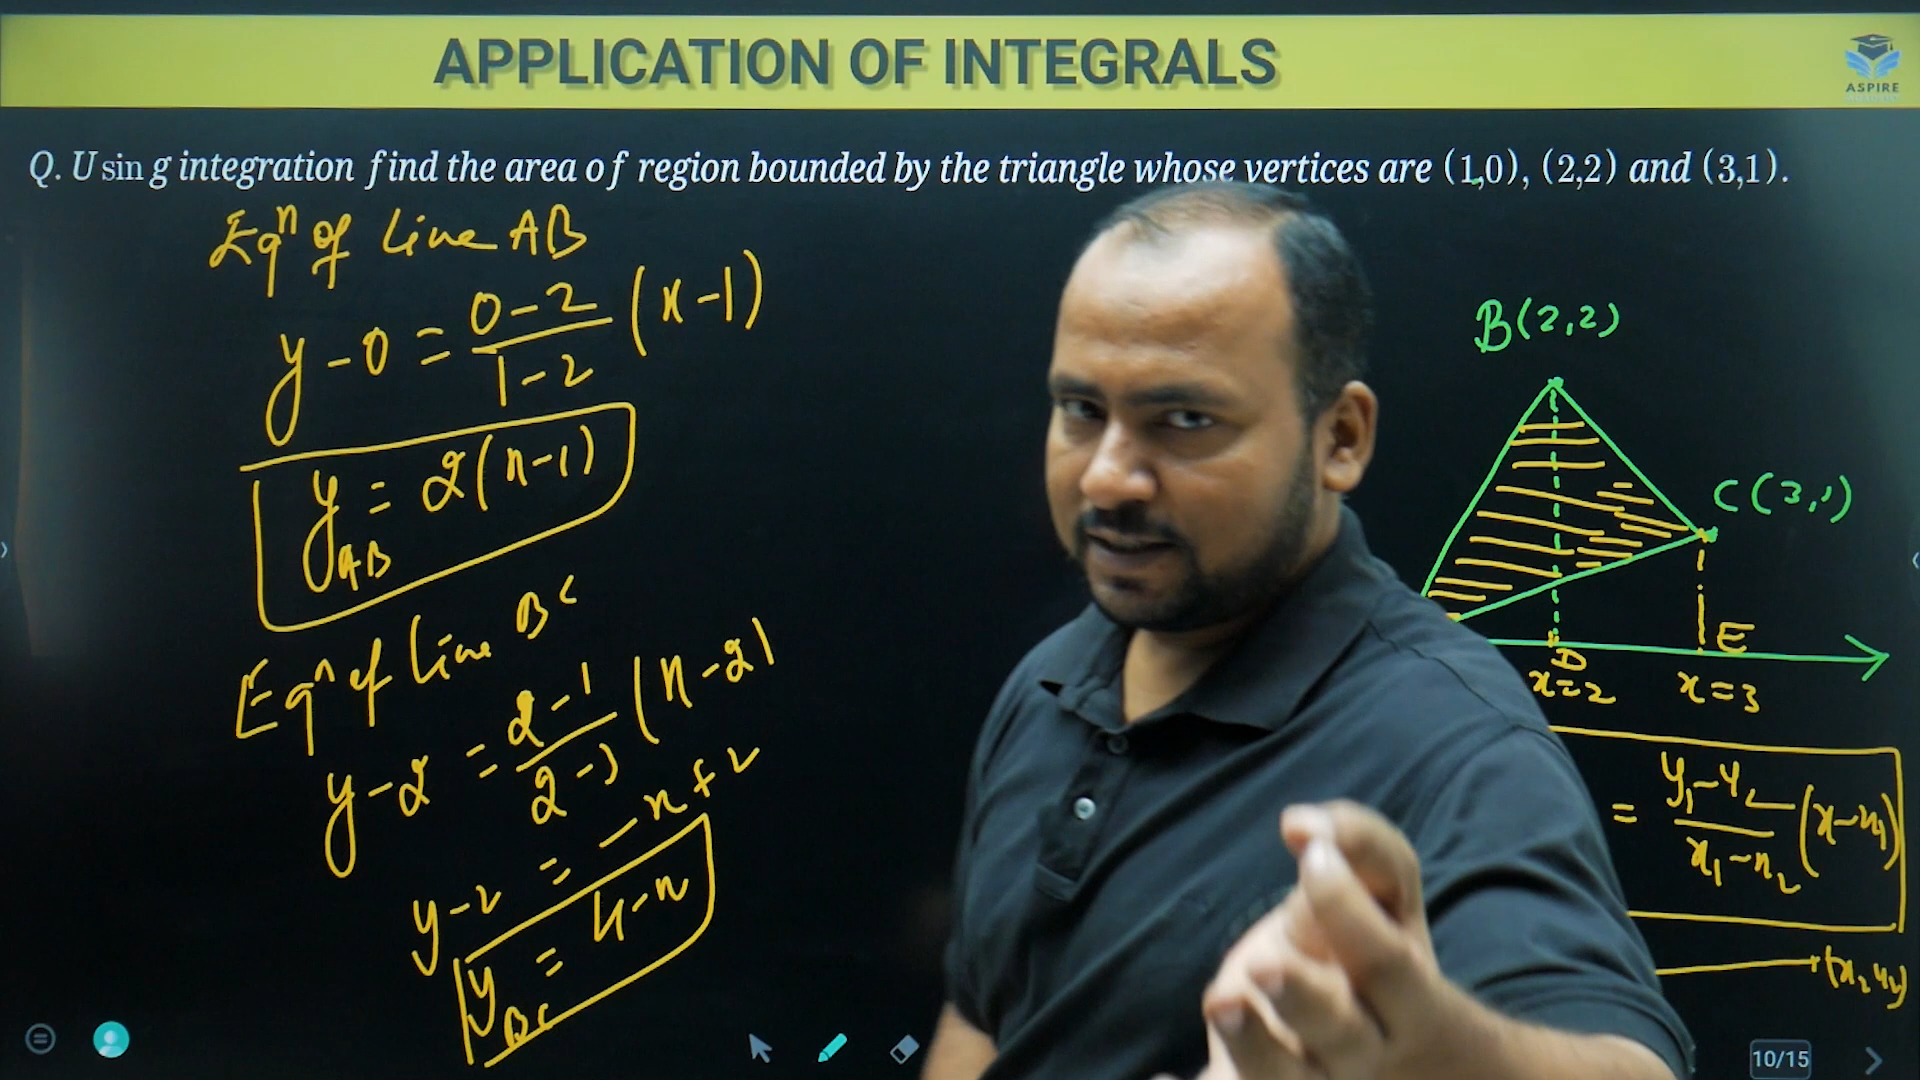 APPLICATION OF INTEGRALS
ASPIRE
Q. U sin g integration find the area of region bounded by the triangle whose vertices are (1,0), (2,2) and (3,1).
Eqⁿ of Line AB
y-0 = 0-2/1-2 (x-1)
y_AB = 2(x-1)
Eqⁿ of Line BC
y-2 = 2-1/2-3 (x-2)
y-2 = -x+2
y_BC = 4-x
B(2,2)
C(3,1)
D
E
x=2
x=3
= y₁-y₂/x₁-x₂ (x-x₁)
(x₂,y₂)
10/15